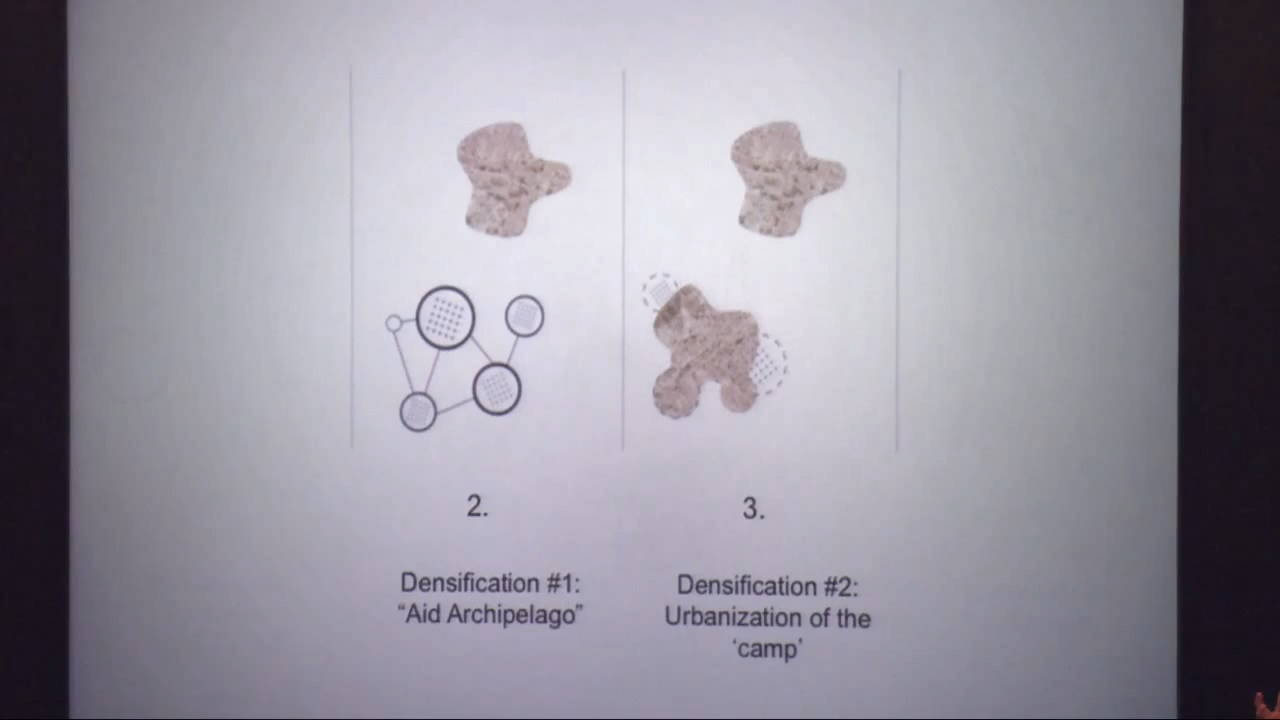 2.
3.
Densification #1:
“Aid Archipelago”
Densification #2:
Urbanization of the
‘camp’